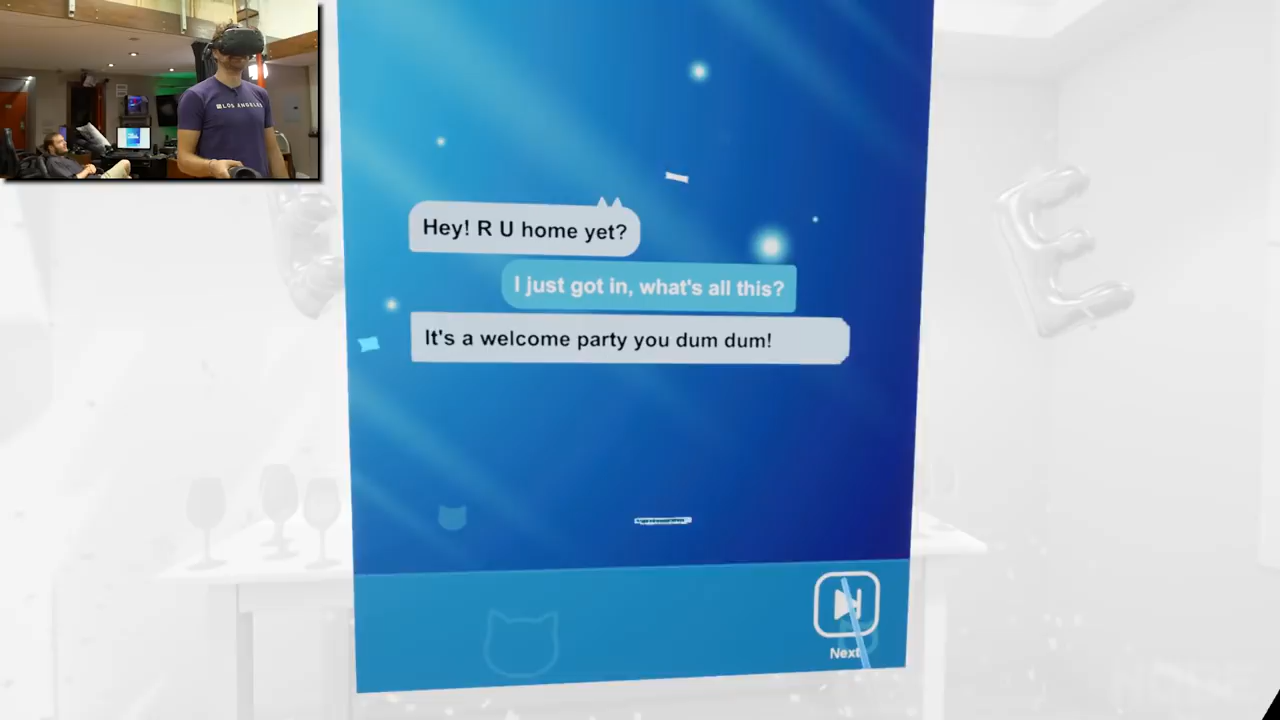 LOS ANGELES
Hey! R U home yet?
I just got in, what's all this?
It's a welcome party you dum dum!
Next
E